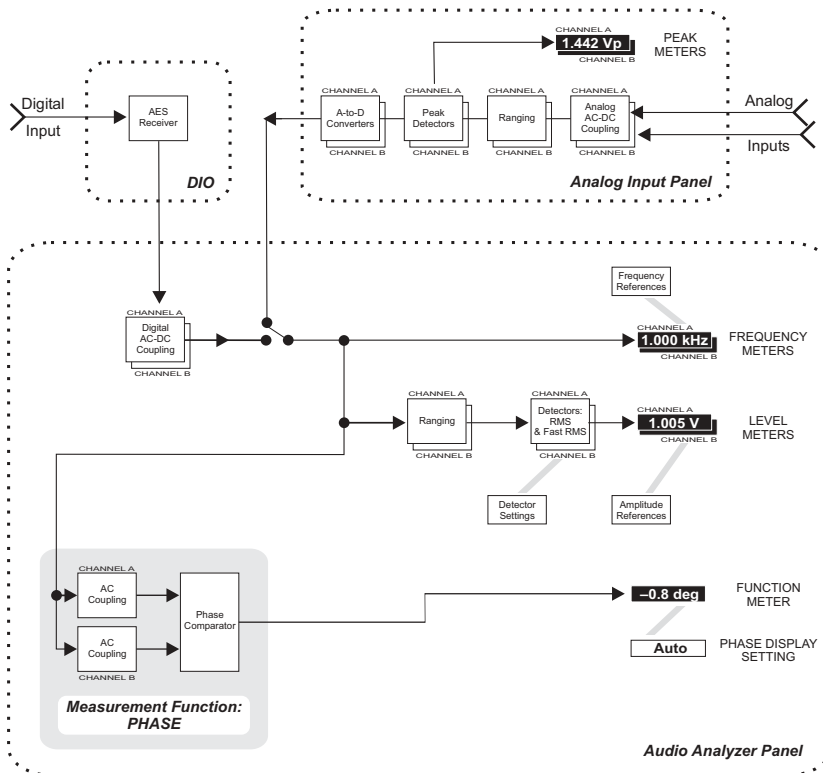 CHANNEL A
1.442 Vp
CHANNEL B
PEAK
METERS
Digital
Input
AES
Receiver
DIO
CHANNEL A
A-to-D
Converters
CHANNEL B
CHANNEL A
Peak
Detectors
CHANNEL B
CHANNEL A
Ranging
CHANNEL B
CHANNEL A
Analog
AC-DC
Coupling
CHANNEL B
Analog
Inputs
Analog Input Panel
Frequency
References
CHANNEL A
Digital
AC-DC
Coupling
CHANNEL B
CHANNEL A
1.000 kHz
CHANNEL B
FREQUENCY
METERS
CHANNEL A
Ranging
CHANNEL B
CHANNEL A
Detectors:
RMS
& Fast RMS
CHANNEL B
CHANNEL A
1.005 V
CHANNEL B
LEVEL
METERS
Detector
Settings
Amplitude
References
CHANNEL A
AC
Coupling
AC
Coupling
CHANNEL B
Phase
Comparator
–0.8 deg
FUNCTION
METER
Auto
PHASE DISPLAY
SETTING
Measurement Function:
PHASE
Audio Analyzer Panel